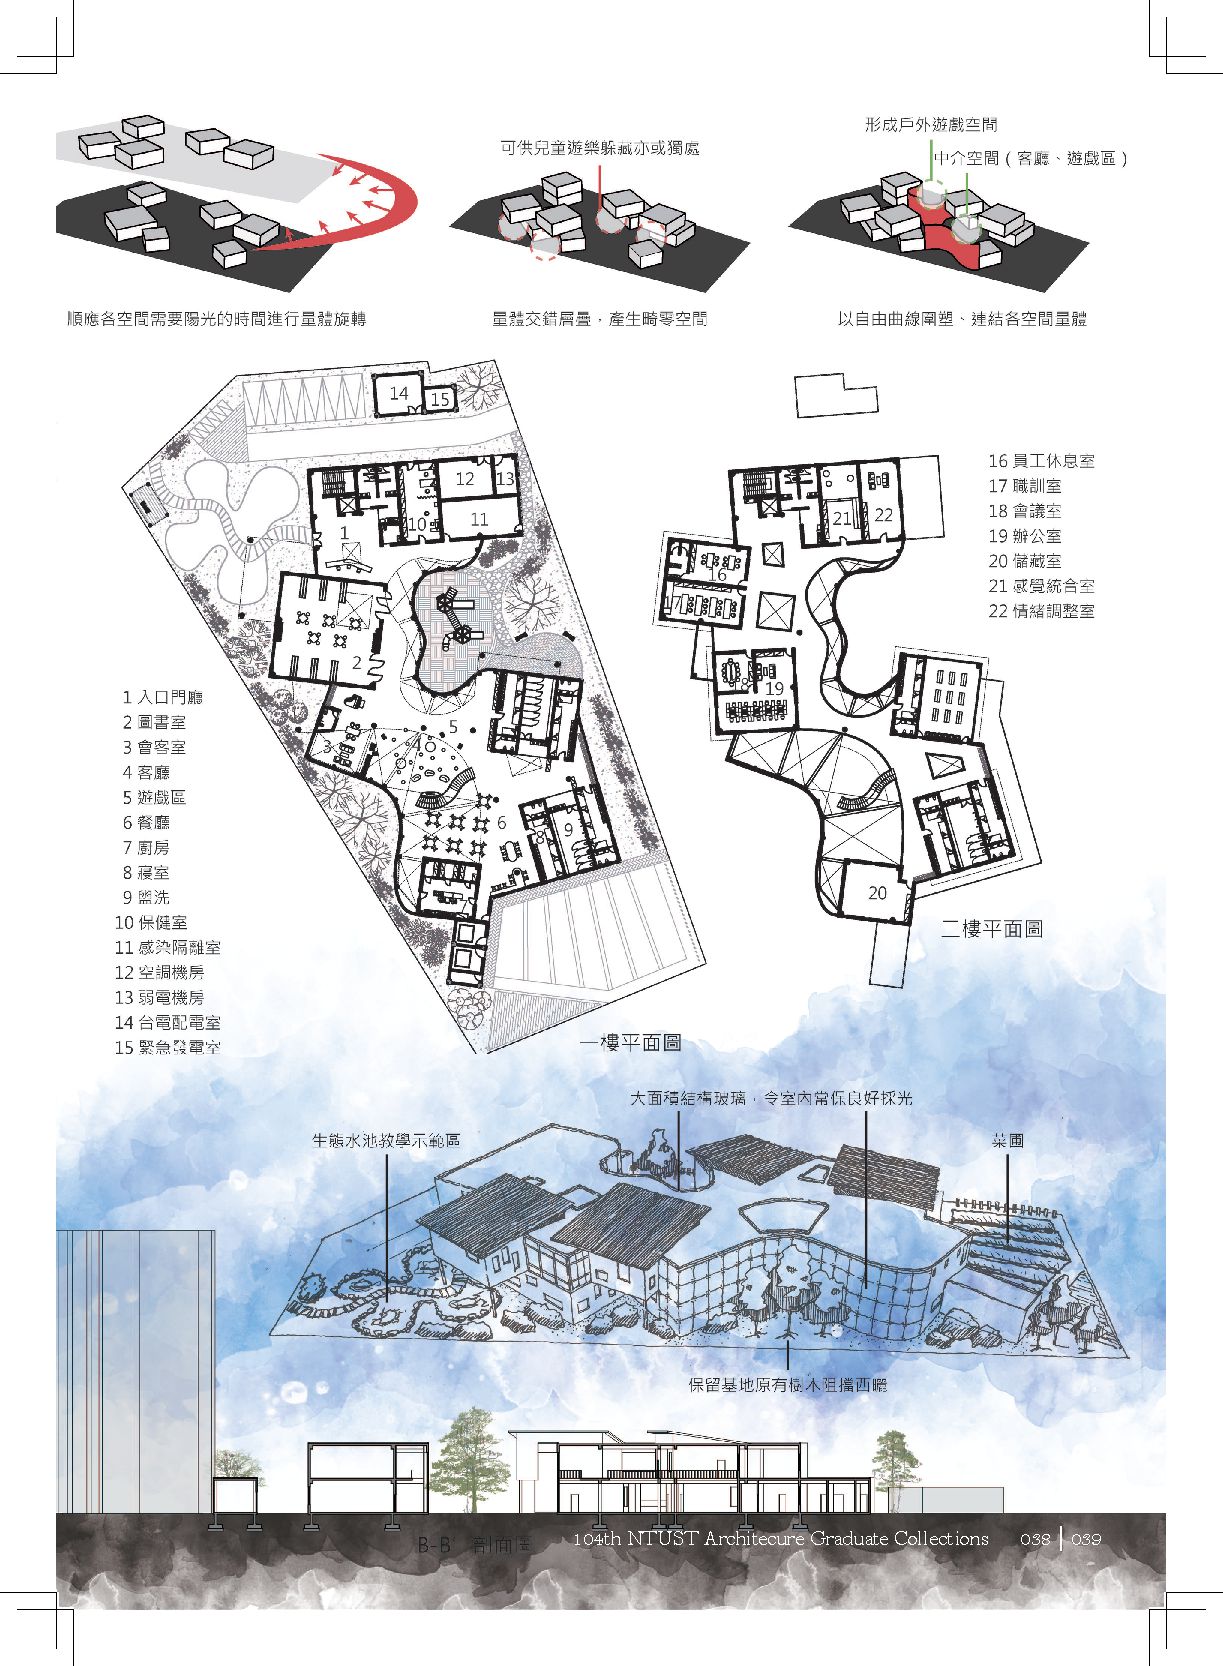 形成戶外遊戲空間
可供兒童遊樂躲藏亦或獨處
中介空間（客廳、遊戲區）
順應各空間需要陽光的時間進行量體旋轉
量體交錯層疊，產生畸零空間
以自由曲線圍塑、連結各空間量體
14
15
12
13
10
11
1
2
3
4
5
6
8
9
7
1 入口門廳
2 圖書室
3 會客室
4 客廳
5 遊戲區
6 餐廳
7 廚房
8 寢室
9 盥洗
10 保健室
11 感染隔離室
12 空調機房
13 弱電機房
14 台電配電室
15 緊急發電室
一樓平面圖
21
22
16
17
18
19
20
16 員工休息室
17 職訓室
18 會議室
19 辦公室
20 儲藏室
21 感覺統合室
22 情緒調整室
二樓平面圖
大面積結構玻璃，令室內常保良好採光
生態水池教學示範區
菜圃
保留基地原有樹木阻擋西曬
B-B' 剖面圖
104th NTUST Architecure Graduate Collections 038 | 039